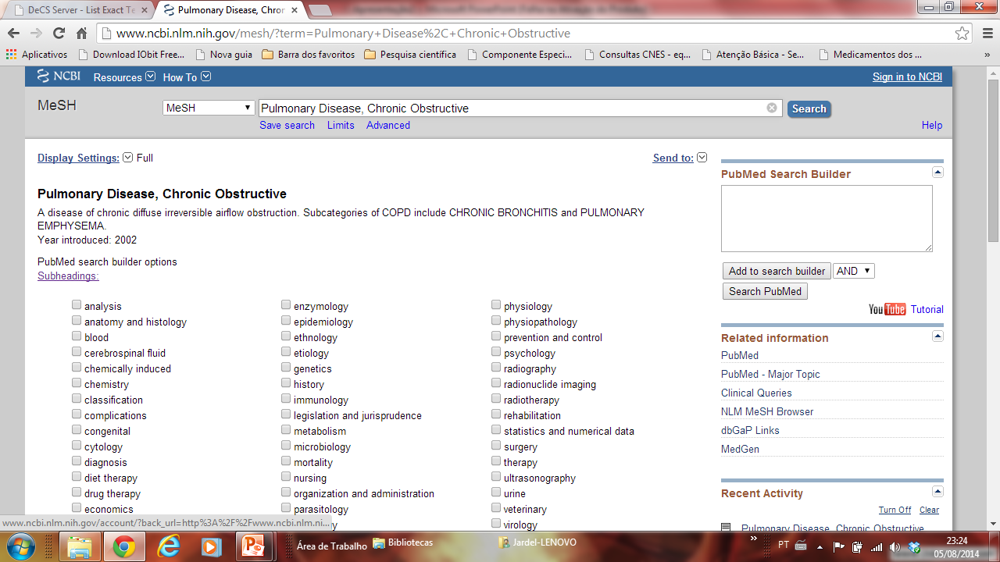 DeCS Server - List Exact Te
Pulmonary Disease, Chron
www.ncbi.nlm.nih.gov/mesh/?term=Pulmonary+Disease%2C+Chronic+Obstructive
Aplicativos
Download IObit Free...
Nova guia
Barra dos favoritos
Pesquisa científica
Componente Especi...
Consultas CNES - eq...
Atenção Básica - Se...
Medicamentos dos ...
»
NCBI
Resources
How To
Sign in to NCBI
MeSH
MeSH
Pulmonary Disease, Chronic Obstructive
Search
Save search
Limits
Advanced
Help
Display Settings:
Full
Send to:
Pulmonary Disease, Chronic Obstructive
A disease of chronic diffuse irreversible airflow obstruction. Subcategories of COPD include CHRONIC BRONCHITIS and PULMONARY
EMPHYSEMA.
Year introduced: 2002
PubMed search builder options
Subheadings:
analysis
anatomy and histology
blood
cerebrospinal fluid
chemically induced
chemistry
classification
complications
congenital
cytology
diagnosis
diet therapy
drug therapy
economics
enzymology
epidemiology
ethnology
etiology
genetics
history
immunology
legislation and jurisprudence
metabolism
microbiology
mortality
nursing
organization and administration
parasitology
physiology
physiopathology
prevention and control
psychology
radiography
radionuclide imaging
radiotherapy
rehabilitation
statistics and numerical data
surgery
therapy
ultrasonography
urine
veterinary
virology
PubMed Search Builder
Add to search builder
AND
Search PubMed
YouTube Tutorial
Related information
PubMed
PubMed - Major Topic
Clinical Queries
NLM MeSH Browser
dbGaP Links
MedGen
Recent Activity
Turn Off
Clear
Pulmonary Disease, Chronic Obstructive
www.ncbi.nlm.nih.gov/account/?back_url=http%3A%2F%2Fwww.ncbi.nlm.ni...
Área de Trabalho
Bibliotecas
Jardel-LENOVO
»
PT
23:24
05/08/2014